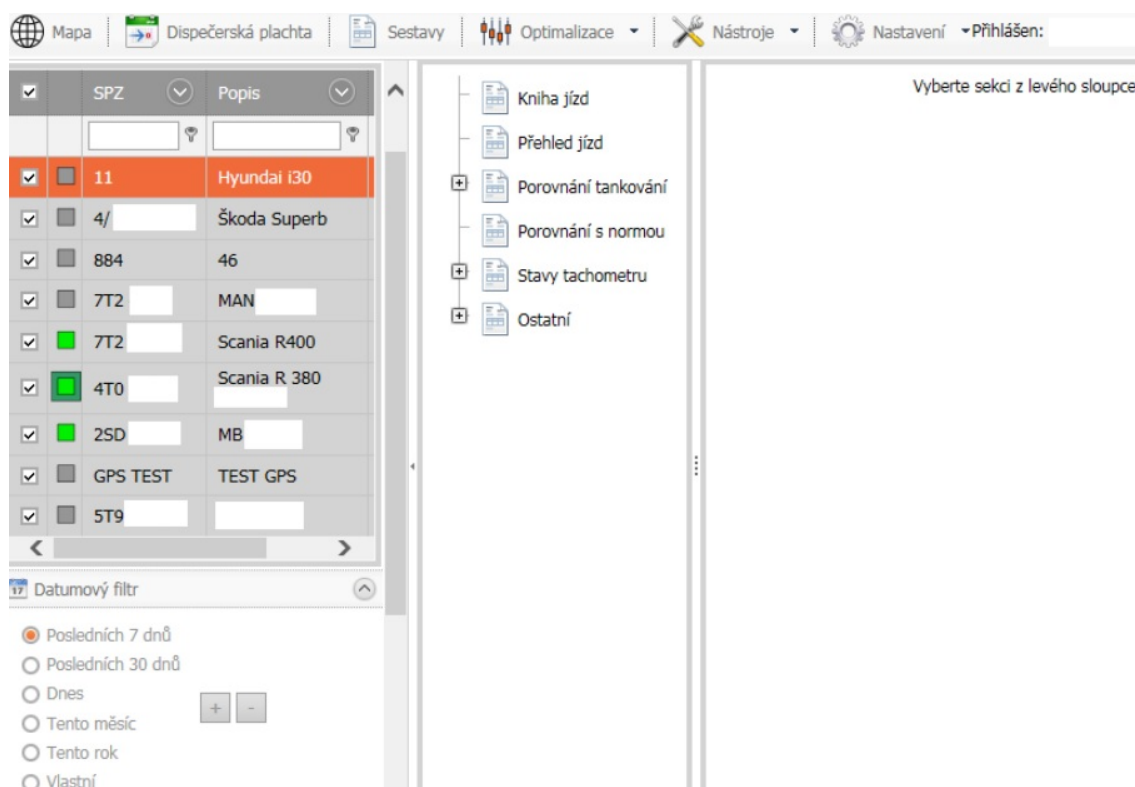 Mapa Dispečerská plachta Sestavy Optimalizace Nástroje Nastavení Přihlášen:
SPZ Popis
11 Hyundai i30
4/ Škoda Superb
884 46
7T2 MAN
7T2 Scania R400
4T0 Scania R 380
2SD MB
GPS TEST TEST GPS
5T9
17 Datumový filtr
Posledních 7 dnů
Posledních 30 dnů
Dnes
+ -
Tento měsíc
Tento rok
Vlastní
Kniha jízd
Přehled jízd
Porovnání tankování
Porovnání s normou
Stavy tachometru
Ostatní
Vyberte sekci z levého sloupce